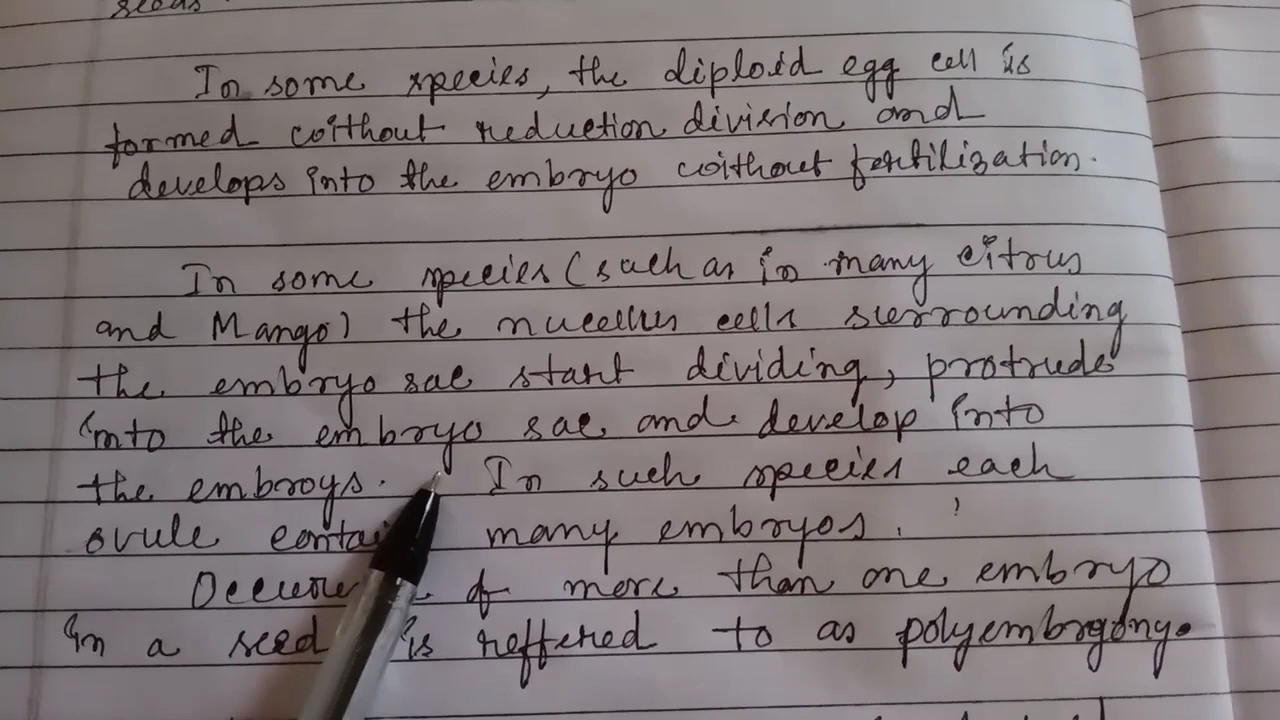 seeds
In some species, the diploid egg cell is
formed without reduction division and
develops into the embryo without fertilization.
In some species (such as in many citrus
and Mango) the nucellus cells surrounding
the embryo sac start dividing, protrude
into the embryo sac and develop into
the embroys. In such species each
ovule many embryos.
of more than one embryo
in a seed is reffered to as polyembryony.